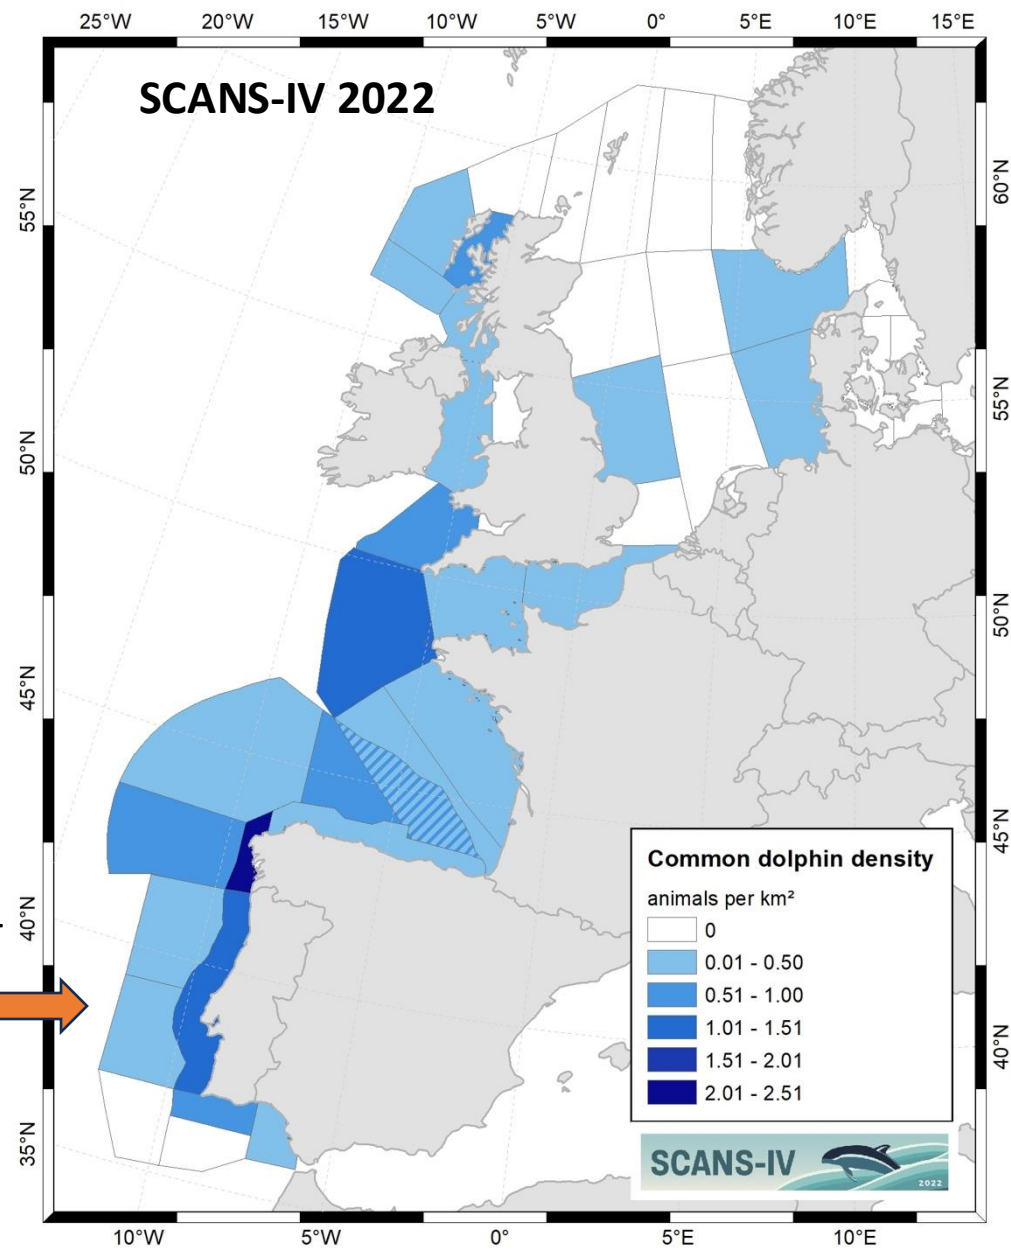 25°W 20°W 15°W 10°W 5°W 0° 5°E 10°E 15°E
SCANS-IV 2022
60°N
55°N
55°N
50°N
50°N
45°N
45°N
Common dolphin density
animals per km²
0
0.01 - 0.50
0.51 - 1.00
40°N
1.01 - 1.51
40°N
1.51 - 2.01
2.01 - 2.51
35°N
SCANS-IV
2022
10°W 5°W 0° 5°E 10°E